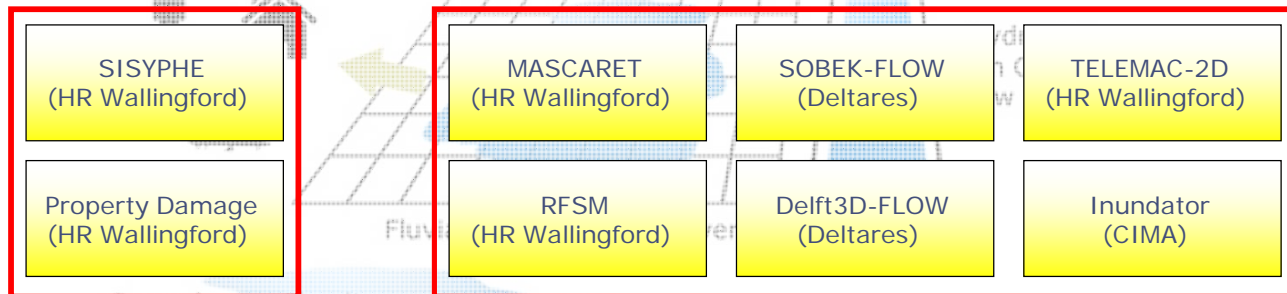 SISYPHE
(HR Wallingford)
MASCARET
(HR Wallingford)
SOBEK-FLOW
(Deltares)
TELEMAC-2D
(HR Wallingford)
Property Damage
(HR Wallingford)
RFSM
(HR Wallingford)
Delft3D-FLOW
(Deltares)
Inundator
(CIMA)